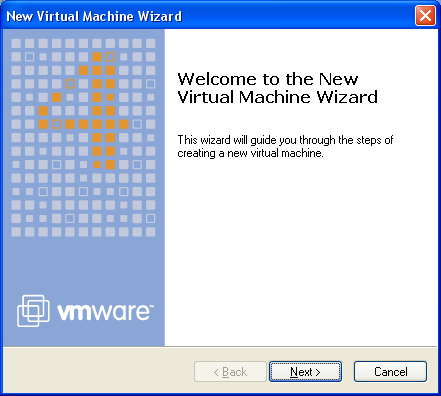 New Virtual Machine Wizard
Welcome to the New
Virtual Machine Wizard
This wizard will guide you through the steps of
creating a new virtual machine.
vmware™
< Back
Next >
Cancel